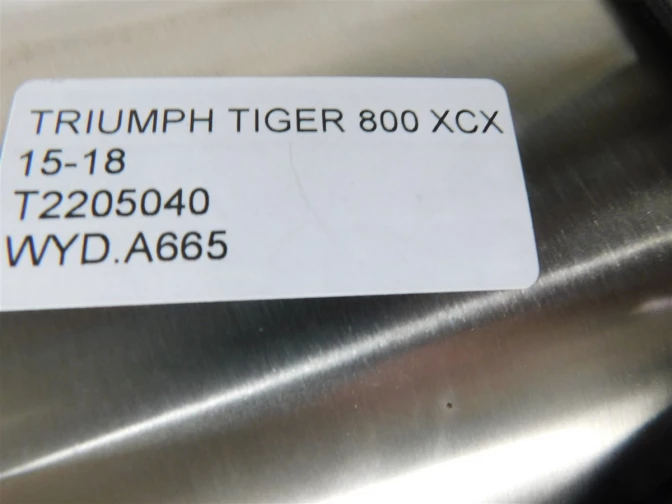 TRIUMPH TIGER 800 XCX
15-18
T2205040
WYD.A665